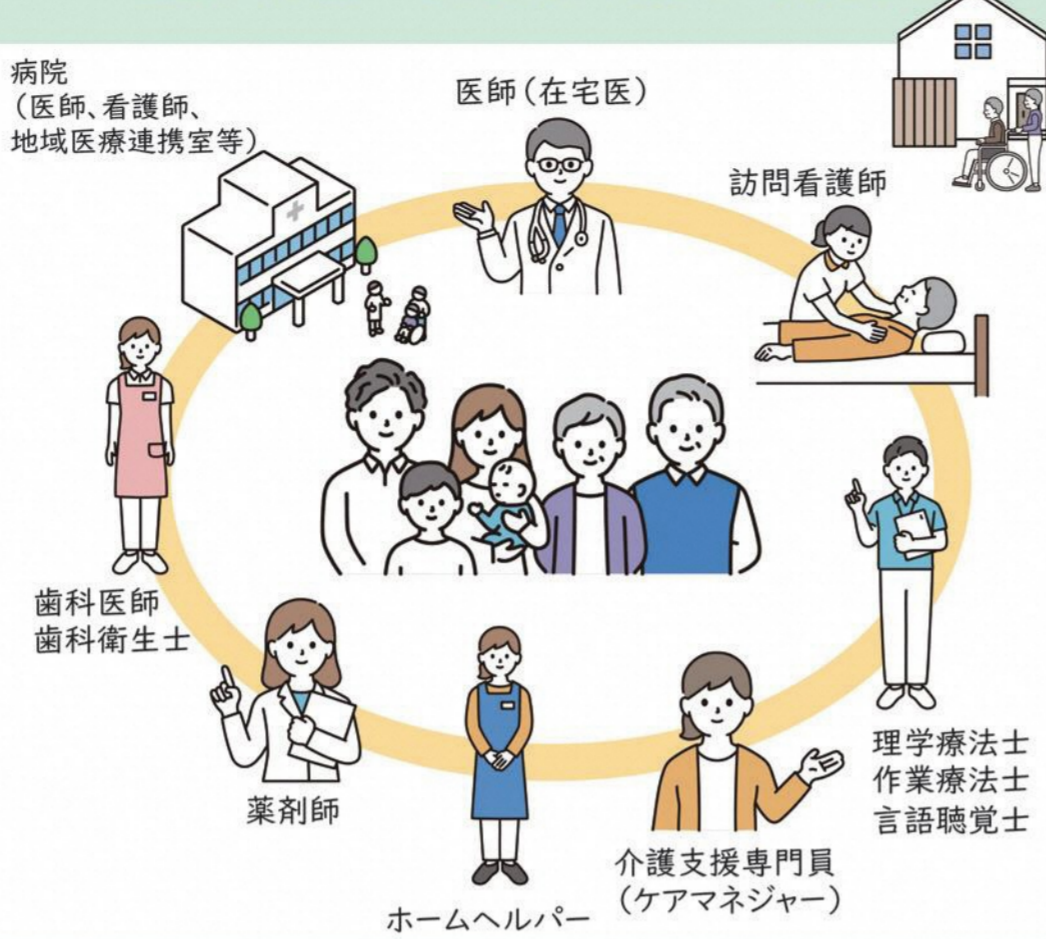 病院
（医師、看護師、
地域医療連携室等）
医師（在宅医）
訪問看護師
歯科医師
歯科衛生士
薬剤師
ホームヘルパー
介護支援専門員
（ケアマネジャー）
理学療法士
作業療法士
言語聴覚士